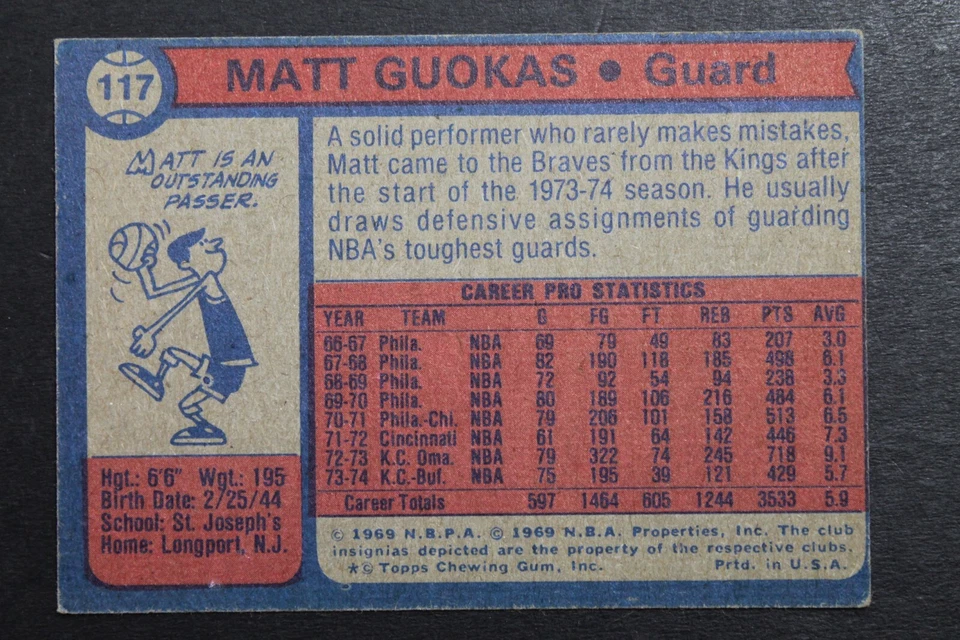 117
MATT GUOKAS • Guard
MATT IS AN
OUTSTANDING
PASSER.
A solid performer who rarely makes mistakes,
Matt came to the Braves from the Kings after
the start of the 1973-74 season. He usually
draws defensive assignments of guarding
NBA's toughest guards.
CAREER PRO STATISTICS
YEAR TEAM G FG FT REB PTS AVG
66-67 Phila. NBA 69 79 49 83 207 3.0
67-68 Phila. NBA 82 190 118 185 498 6.1
68-69 Phila. NBA 72 92 54 94 238 3.3
69-70 Phila. NBA 80 189 106 216 484 6.1
70-71 Phila.-Chi. NBA 79 206 101 158 513 6.5
71-72 Cincinnati NBA 61 191 64 142 446 7.3
72-73 K.C. Oma. NBA 79 322 74 245 718 9.1
73-74 K.C.-Buf. NBA 75 195 39 121 429 5.7
Career Totals 597 1464 605 1244 3533 5.9
Hgt.: 6'6" Wgt.: 195
Birth Date: 2/25/44
School: St. Joseph's
Home: Longport, N.J.
© 1969 N.B.P.A. © 1969 N.B.A. Properties, Inc. The club
insignias depicted are the property of the respective clubs.
*© Topps Chewing Gum, Inc. Prtd. in U.S.A.